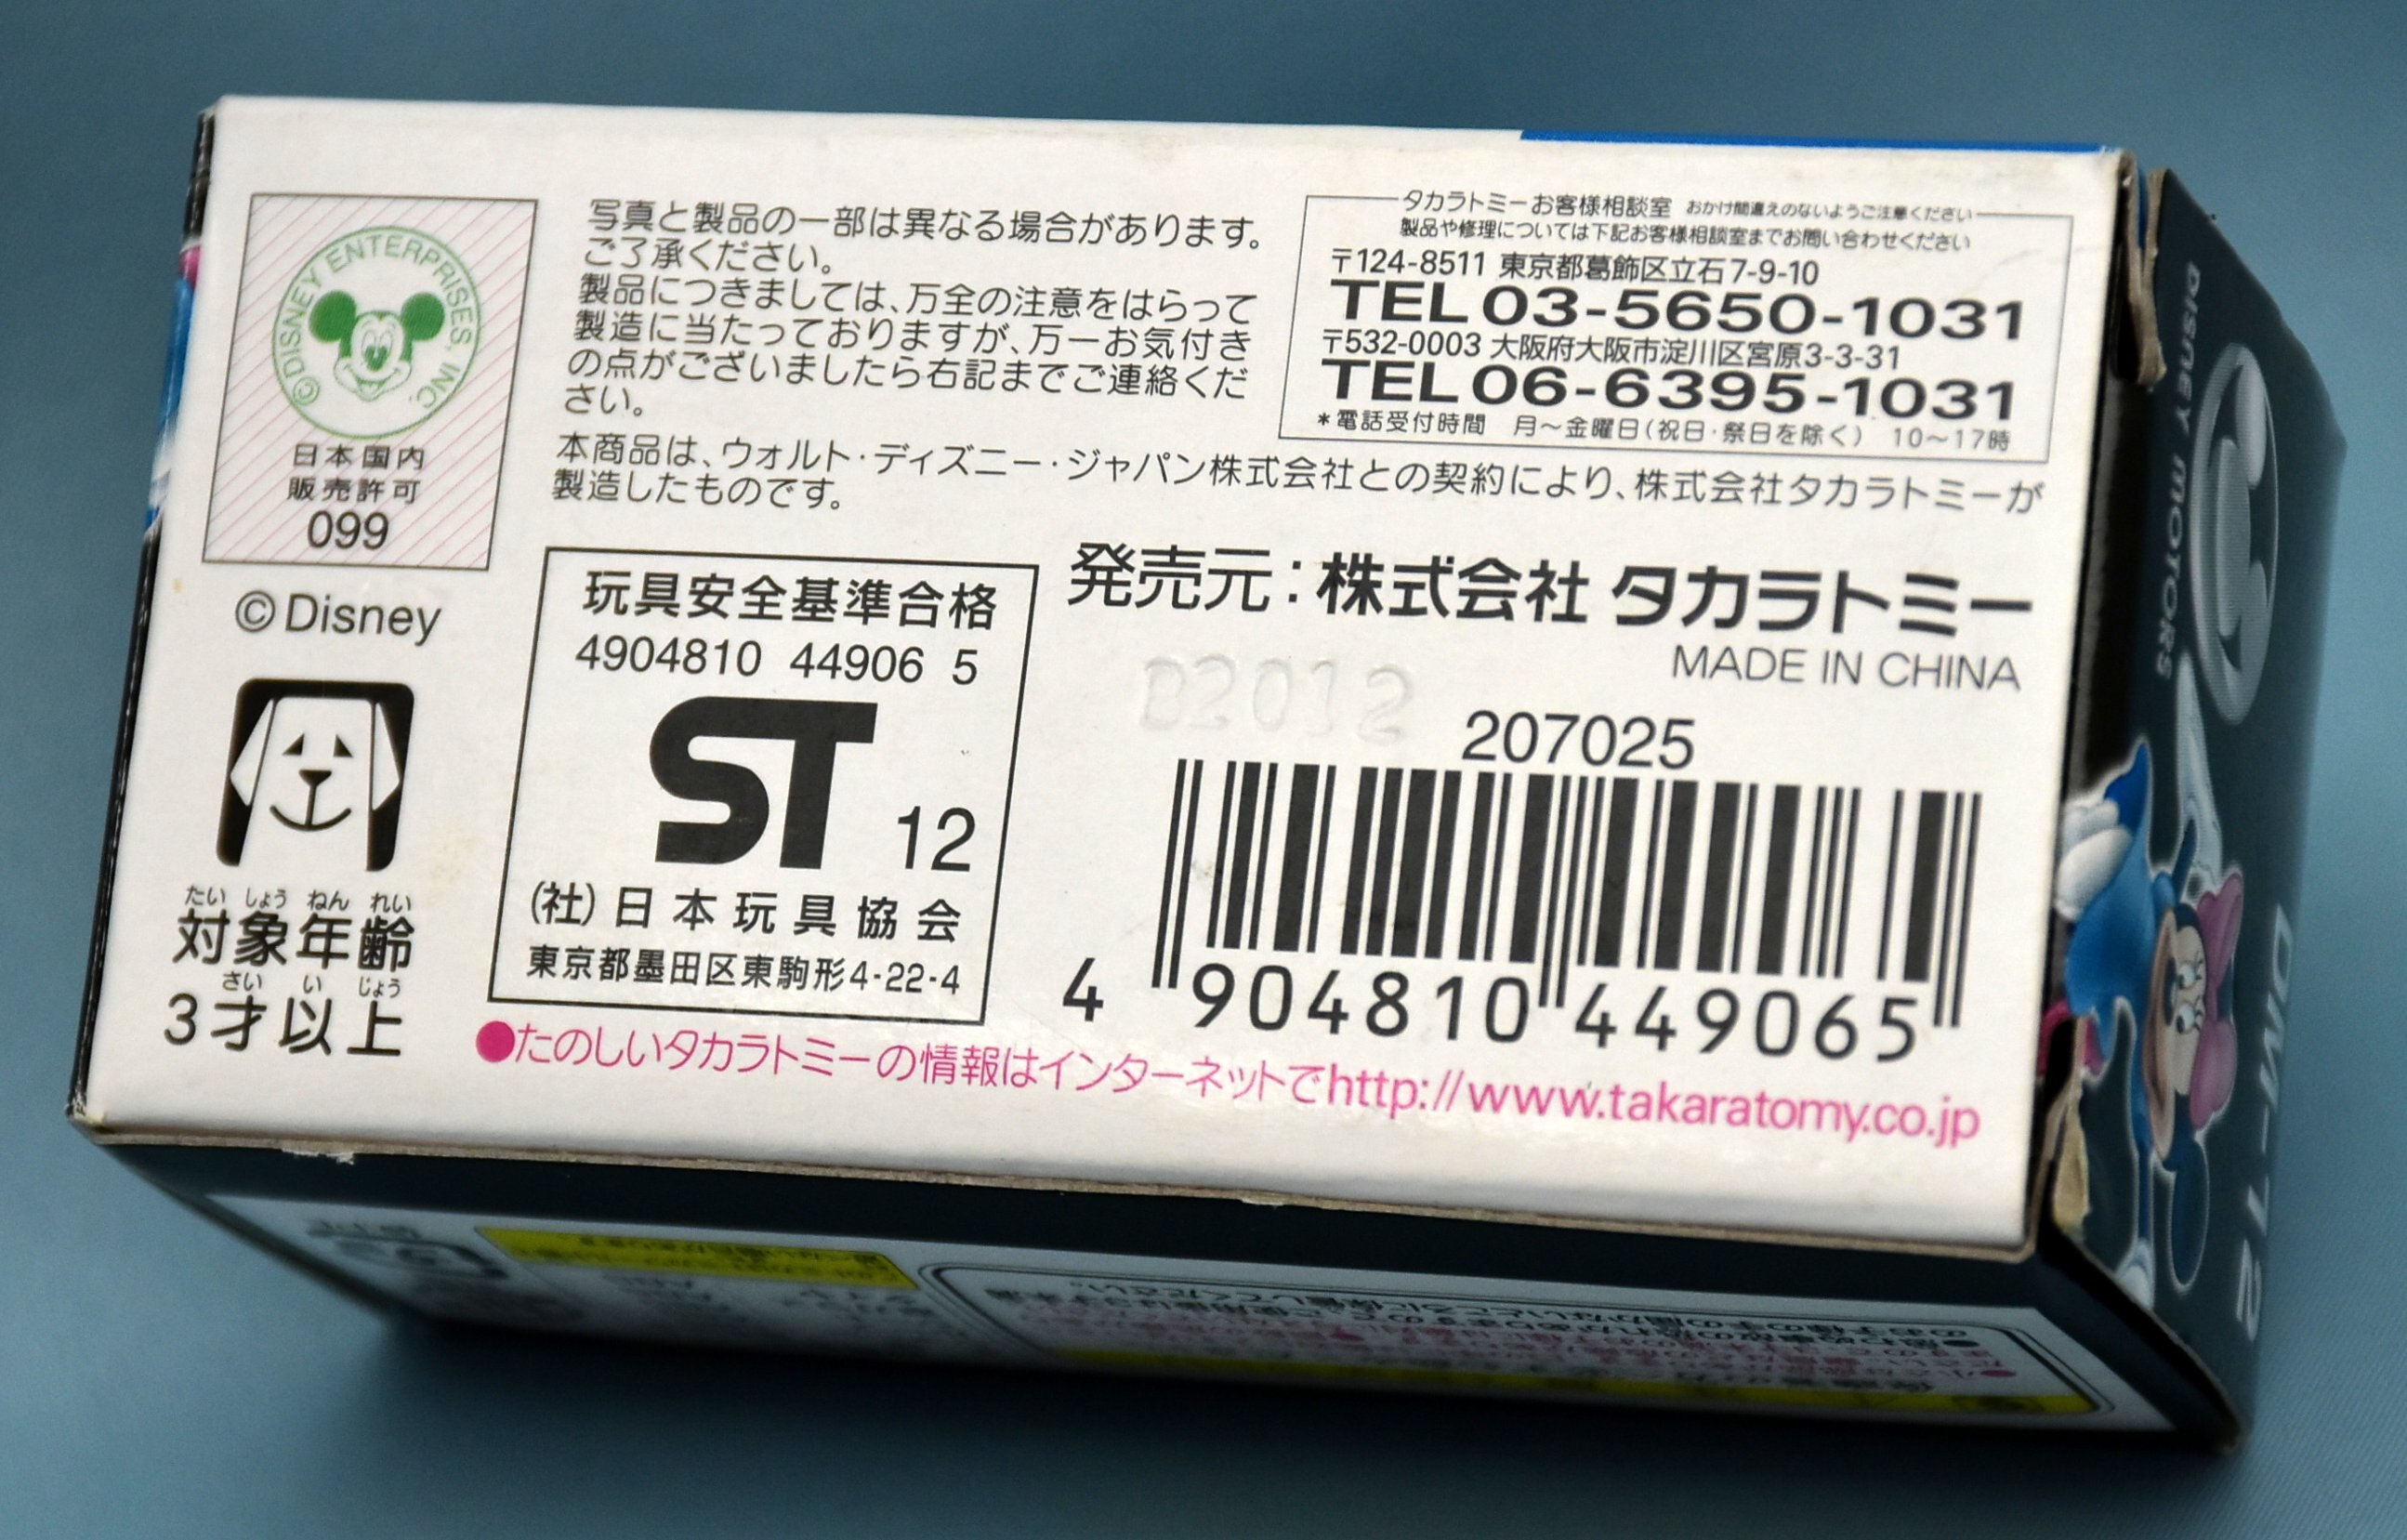 © DISNEY ENTERPRISES, INC.
日本国内
販売許可
099
© Disney
たいしょうねんれい
対象年齢
さいいじょう
3才以上
写真と製品の一部は異なる場合があります。
ご了承ください。
製品につきましては、万全の注意をはらって
製造に当たっておりますが、万一お気付き
の点がございましたら右記までご連絡くだ
さい。
タカラトミーお客様相談室 おかけ間違えのないようご注意ください
製品や修理については下記お客様相談室までお問い合わせください
〒124-8511 東京都葛飾区立石7-9-10
TEL 03-5650-1031
〒532-0003 大阪府大阪市淀川区宮原3-3-31
TEL 06-6395-1031
*電話受付時間 月～金曜日(祝日・祭日を除く) 10～17時
本商品は、ウォルト・ディズニー・ジャパン株式会社との契約により、株式会社タカラトミーが
製造したものです。
玩具安全基準合格
4904810 44906 5
ST 12
(社)日本玩具協会
東京都墨田区東駒形4-22-4
発売元:株式会社 タカラトミー
MADE IN CHINA
B2012
207025
4 904810 449065
●たのしいタカラトミーの情報はインターネットでhttp://www.takaratomy.co.jp
DISNEY MOTORS
DM-12